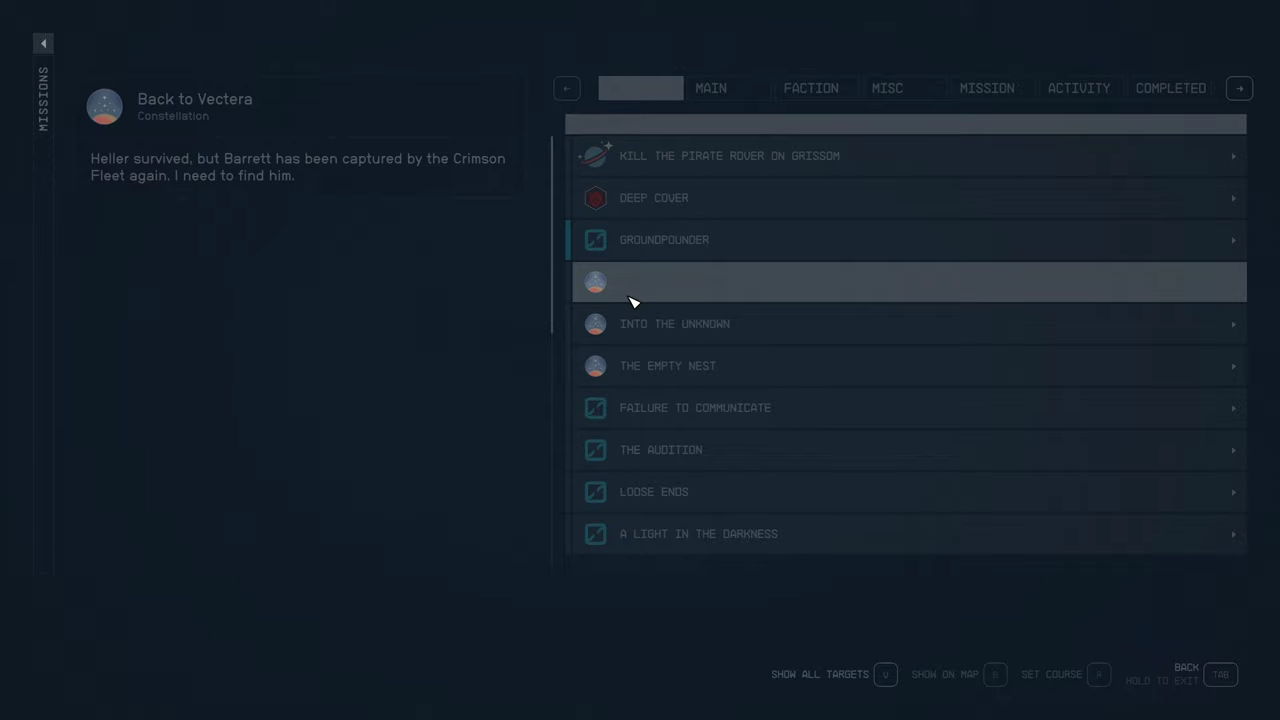 MISSIONS
Back to Vectera
Constellation
Heller survived, but Barrett has been captured by the Crimson
Fleet again. I need to find him.
MAIN
FACTION
MISC
MISSION
ACTIVITY
COMPLETED
KILL THE PIRATE ROVER ON GRISSOM
DEEP COVER
GROUNDPOUNDER
INTO THE UNKNOWN
THE EMPTY NEST
FAILURE TO COMMUNICATE
THE AUDITION
LOOSE ENDS
A LIGHT IN THE DARKNESS
SHOW ALL TARGETS
SHOW ON MAP
SET COURSE R
BACK
HOLD TO EXIT TAB